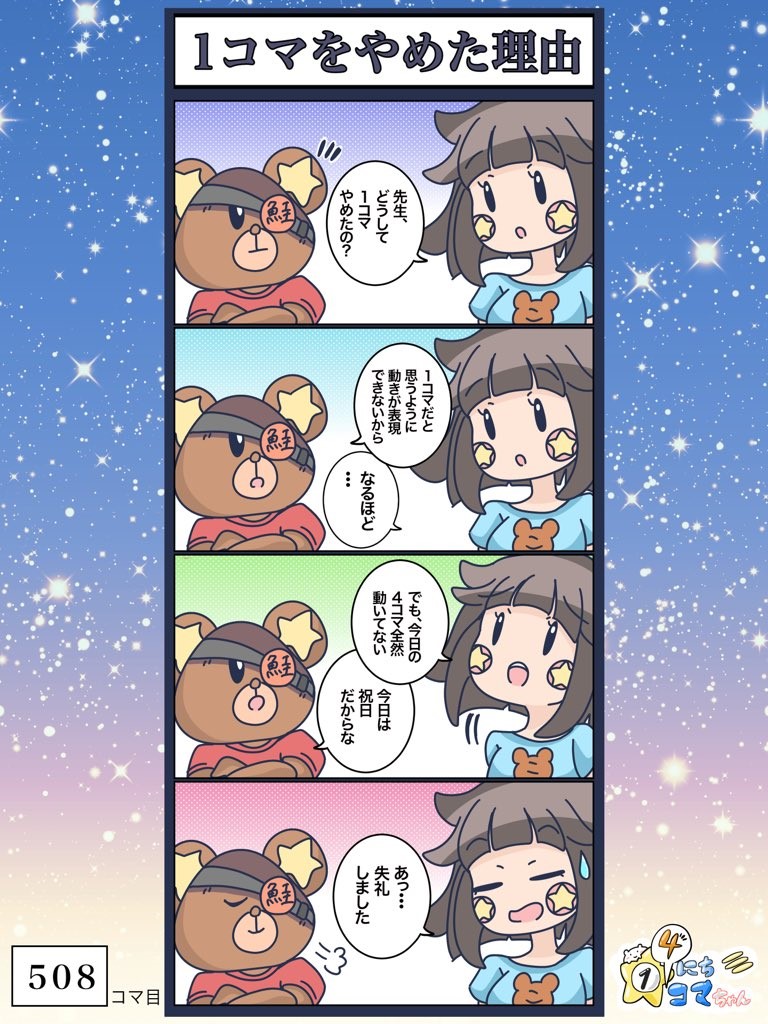 1コマをやめた理由
先生、
どうして
1コマ
やめたの?
鮭
1コマだと
思うように
動きが表現
できないから
なるほど
…
鮭
でも、今日の
4コマ全然
動いてない
今日は
祝日
だからな
鮭
あっ…
失礼
しました
鮭
508
コマ目
4
1
にち
コマ
ちゃん